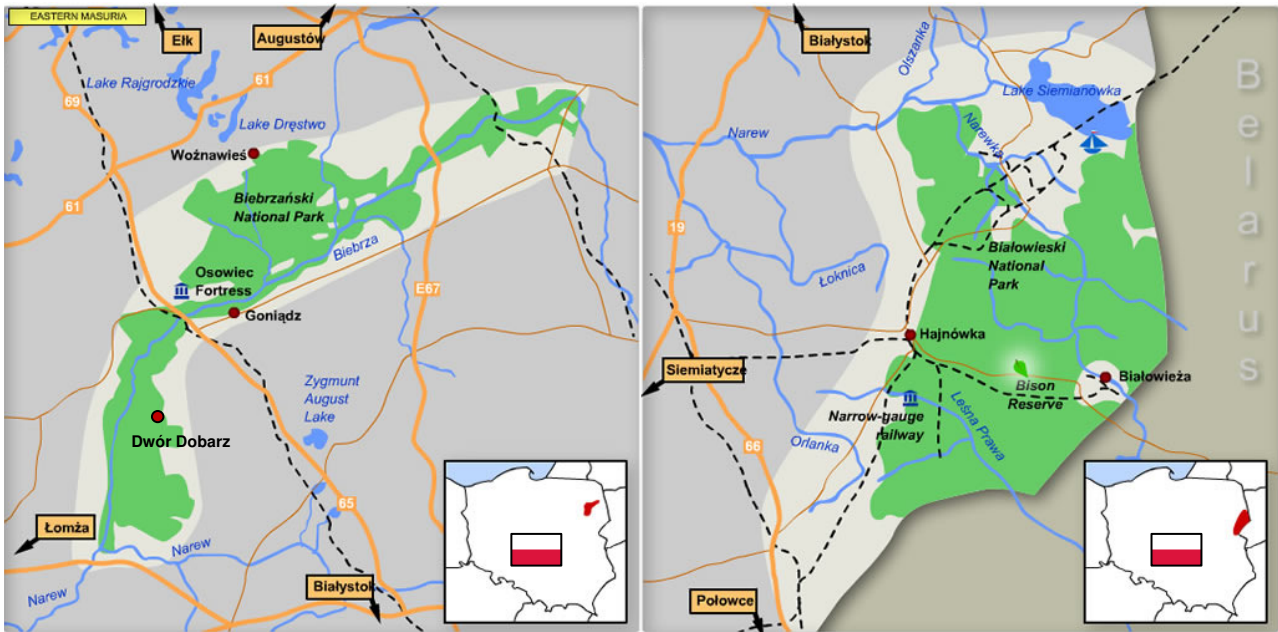 EASTERN MASURIA
Ełk
Augustów
Lake Rajgrodzkie
61
69
Lake Dręstwo
Woźnawieś
Biebrzański
National Park
61
Biebrza
Osowiec
Fortress
E67
Goniądz
Zygmunt
August
Lake
Dwór Dobarz
65
Łomża
Narew
Narew
Białystok
Białystok
Olszanka
Lake Siemianówka
Narew
Narewka
19
Białowieski
National
Park
Łoknica
Hajnówka
Siemiatycze
Bison
Reserve
Białowieża
Narrow-gauge
railway
Leśna Prawa
Orlanka
66
Połowce
Belarus